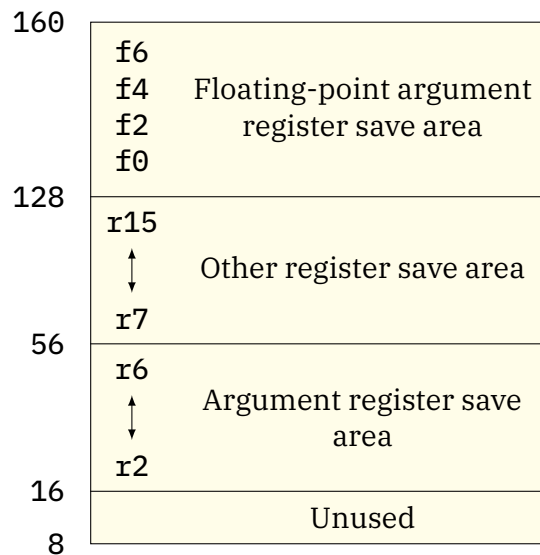 160
f6
f4
f2
f0
Floating-point argument
register save area
128
r15
r7
Other register save area
56
r6
r2
Argument register save
area
16
Unused
8